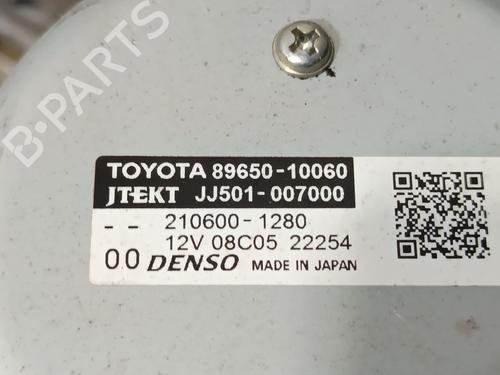 B-PARTS
TOYOTA 89650-10060
JTEKT JJ501-007000
-- 210600-1280
12V 08C05 22254
00 DENSO MADE IN JAPAN